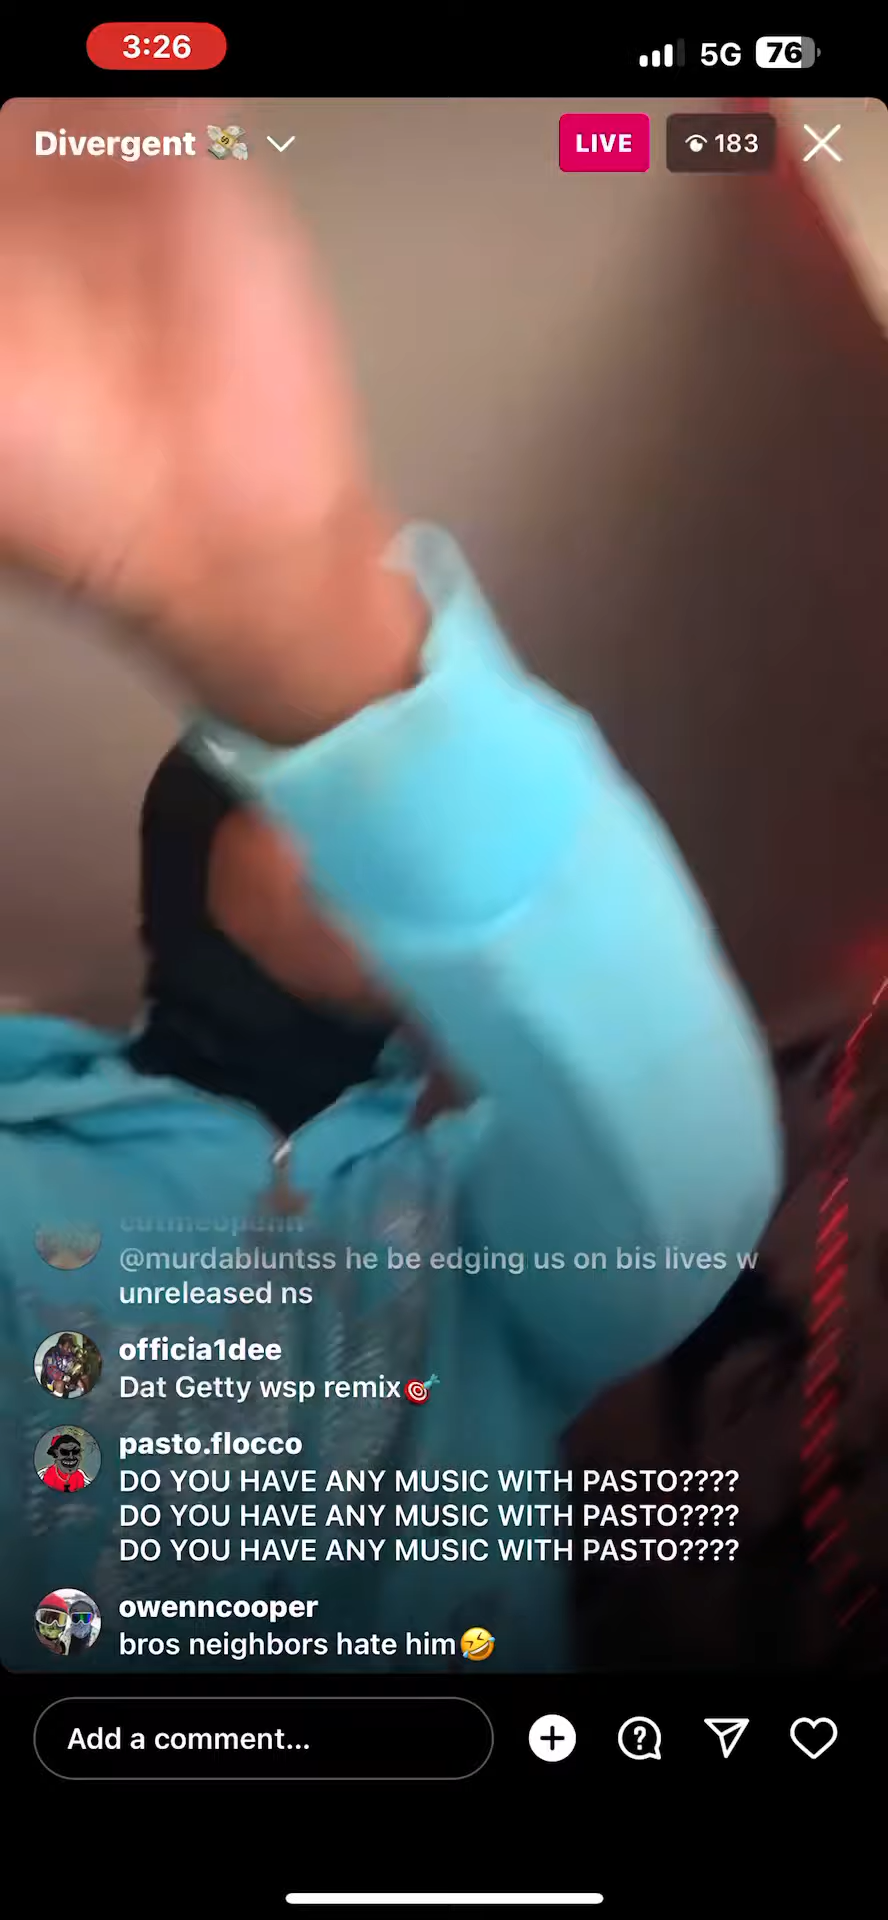 3:26
5G 76
Divergent 💸
LIVE 183
@murdabluntss he be edging us on bis lives w
unreleased ns
officia1dee
Dat Getty wsp remix🎯
pasto.flocco
DO YOU HAVE ANY MUSIC WITH PASTO????
DO YOU HAVE ANY MUSIC WITH PASTO????
DO YOU HAVE ANY MUSIC WITH PASTO????
owenncooper
bros neighbors hate him🤣
Add a comment...